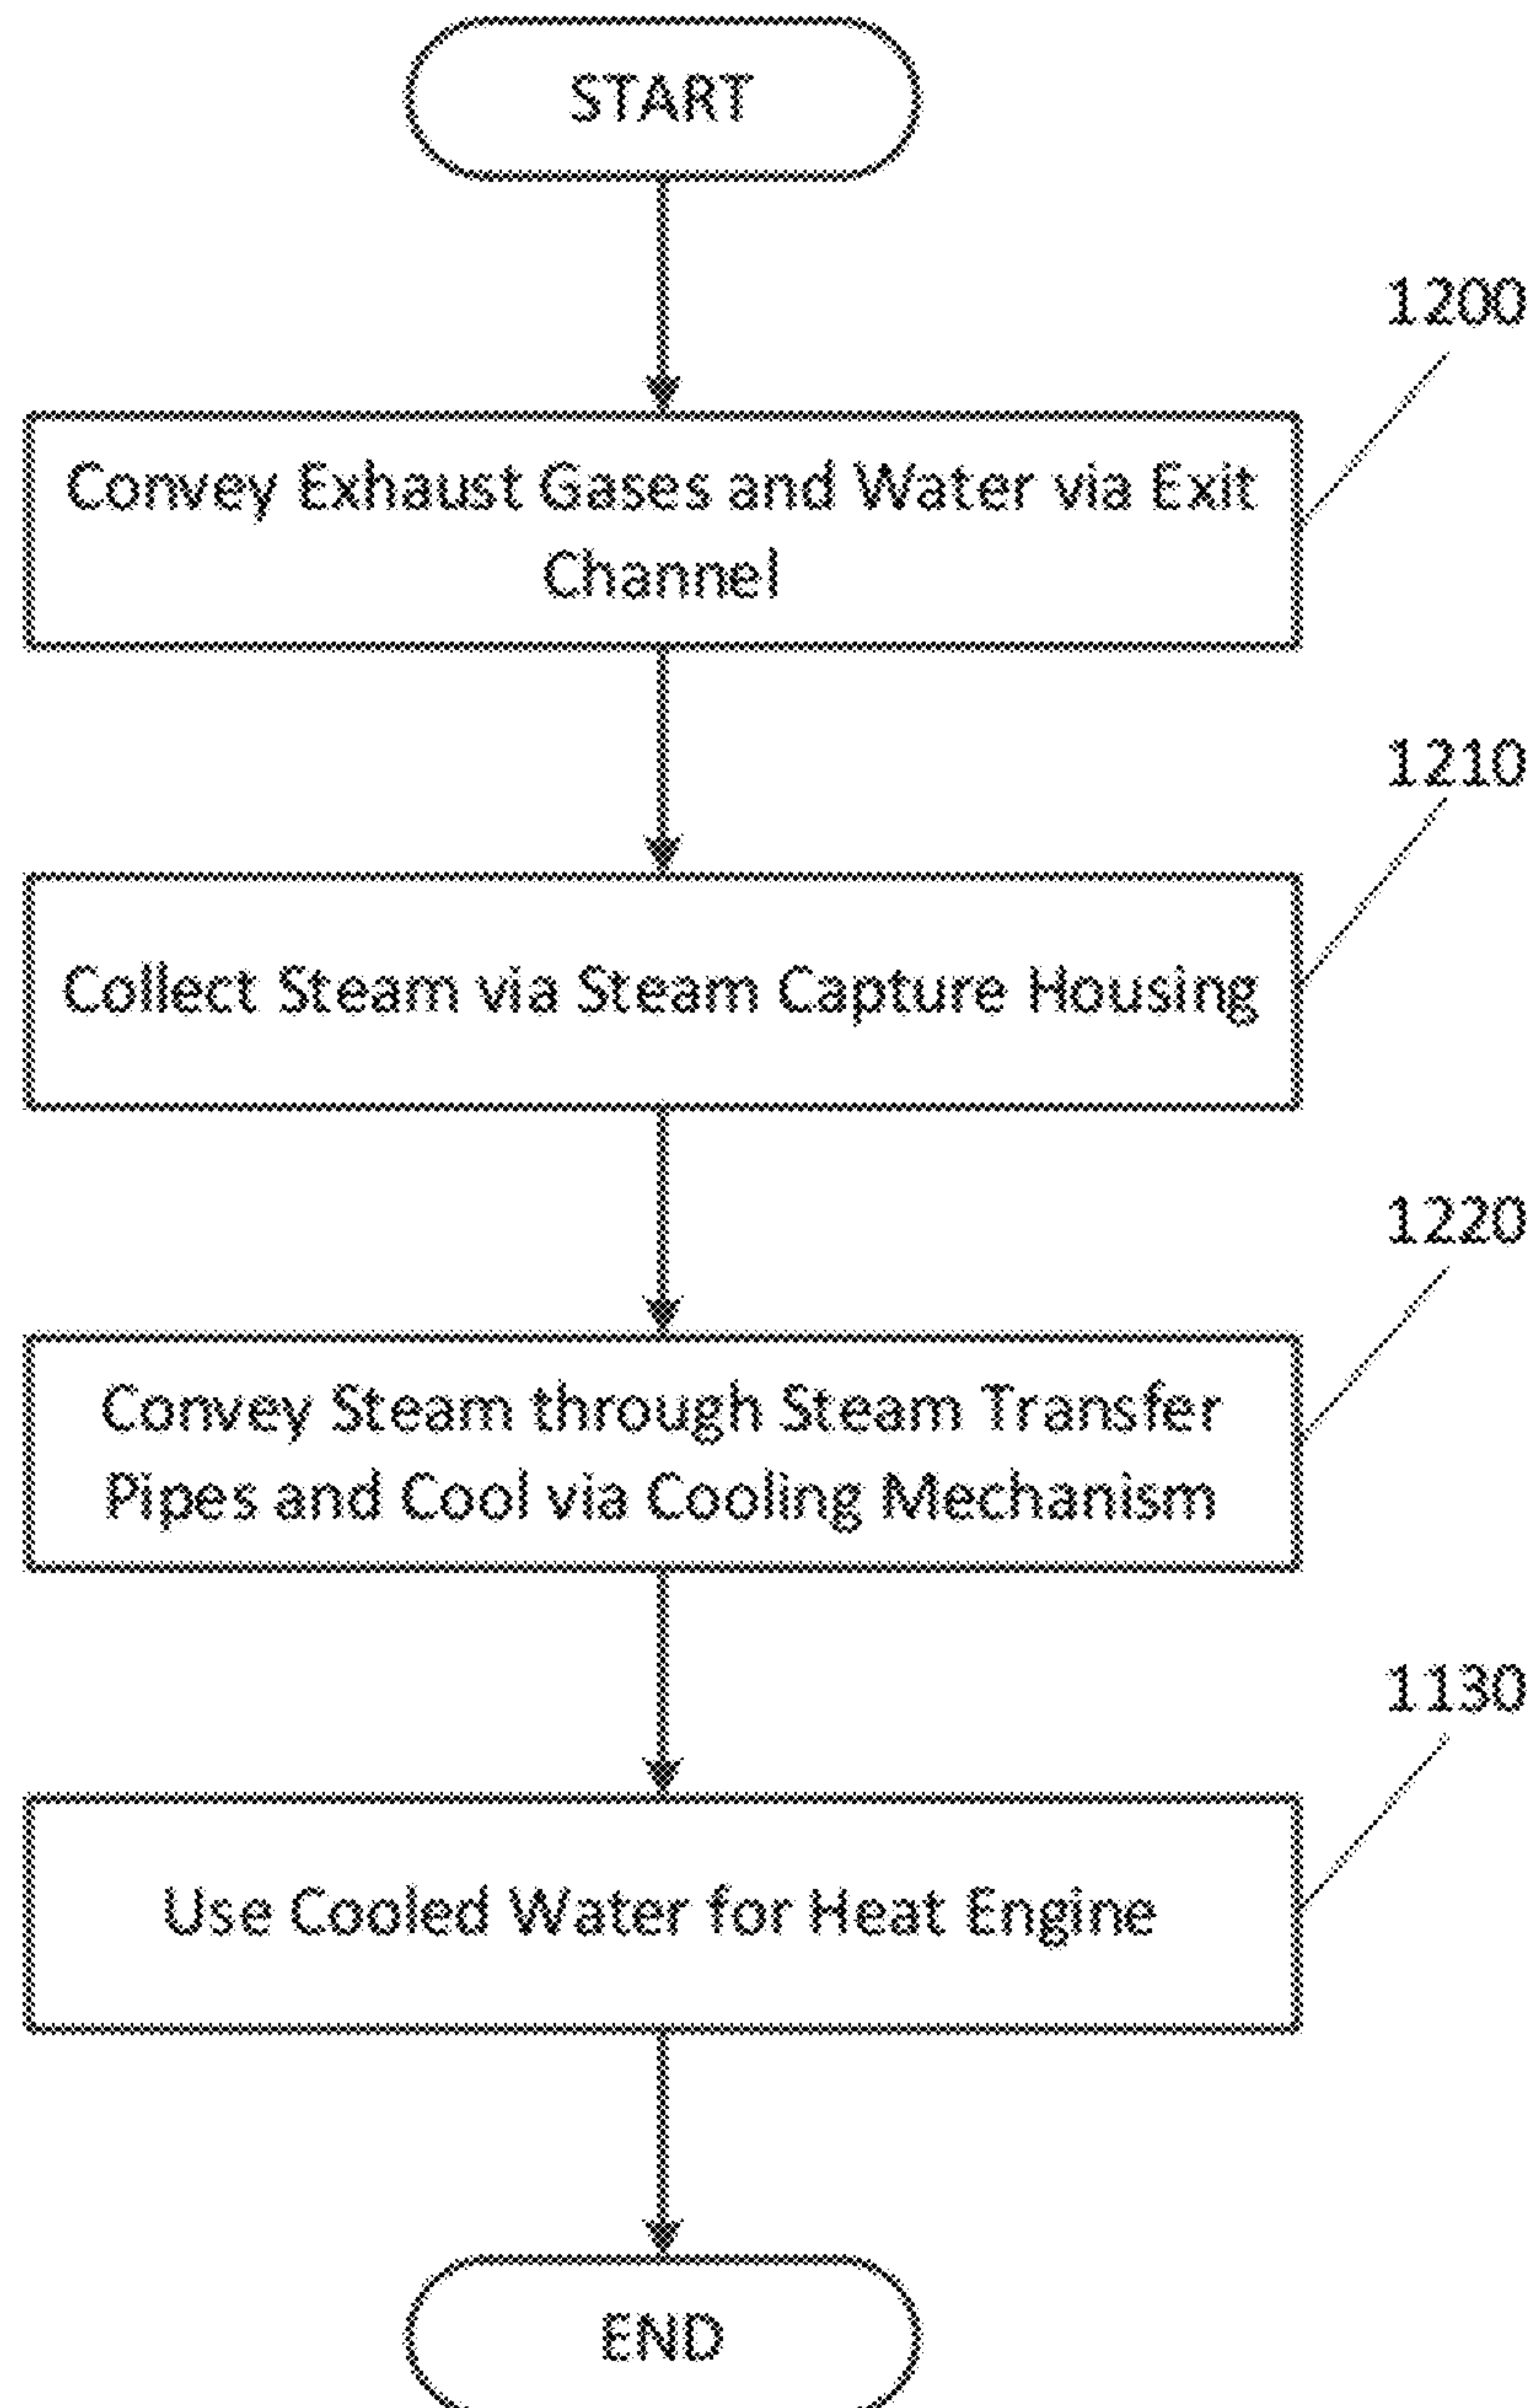 START
1200
Convey Exhaust Gases and Water via Exit
Channel
1210
Collect Steam via Steam Capture Housing
1220
Convey Steam through Steam Transfer
Pipes and Cool via Cooling Mechanism
1130
Use Cooled Water for Heat Engine
END